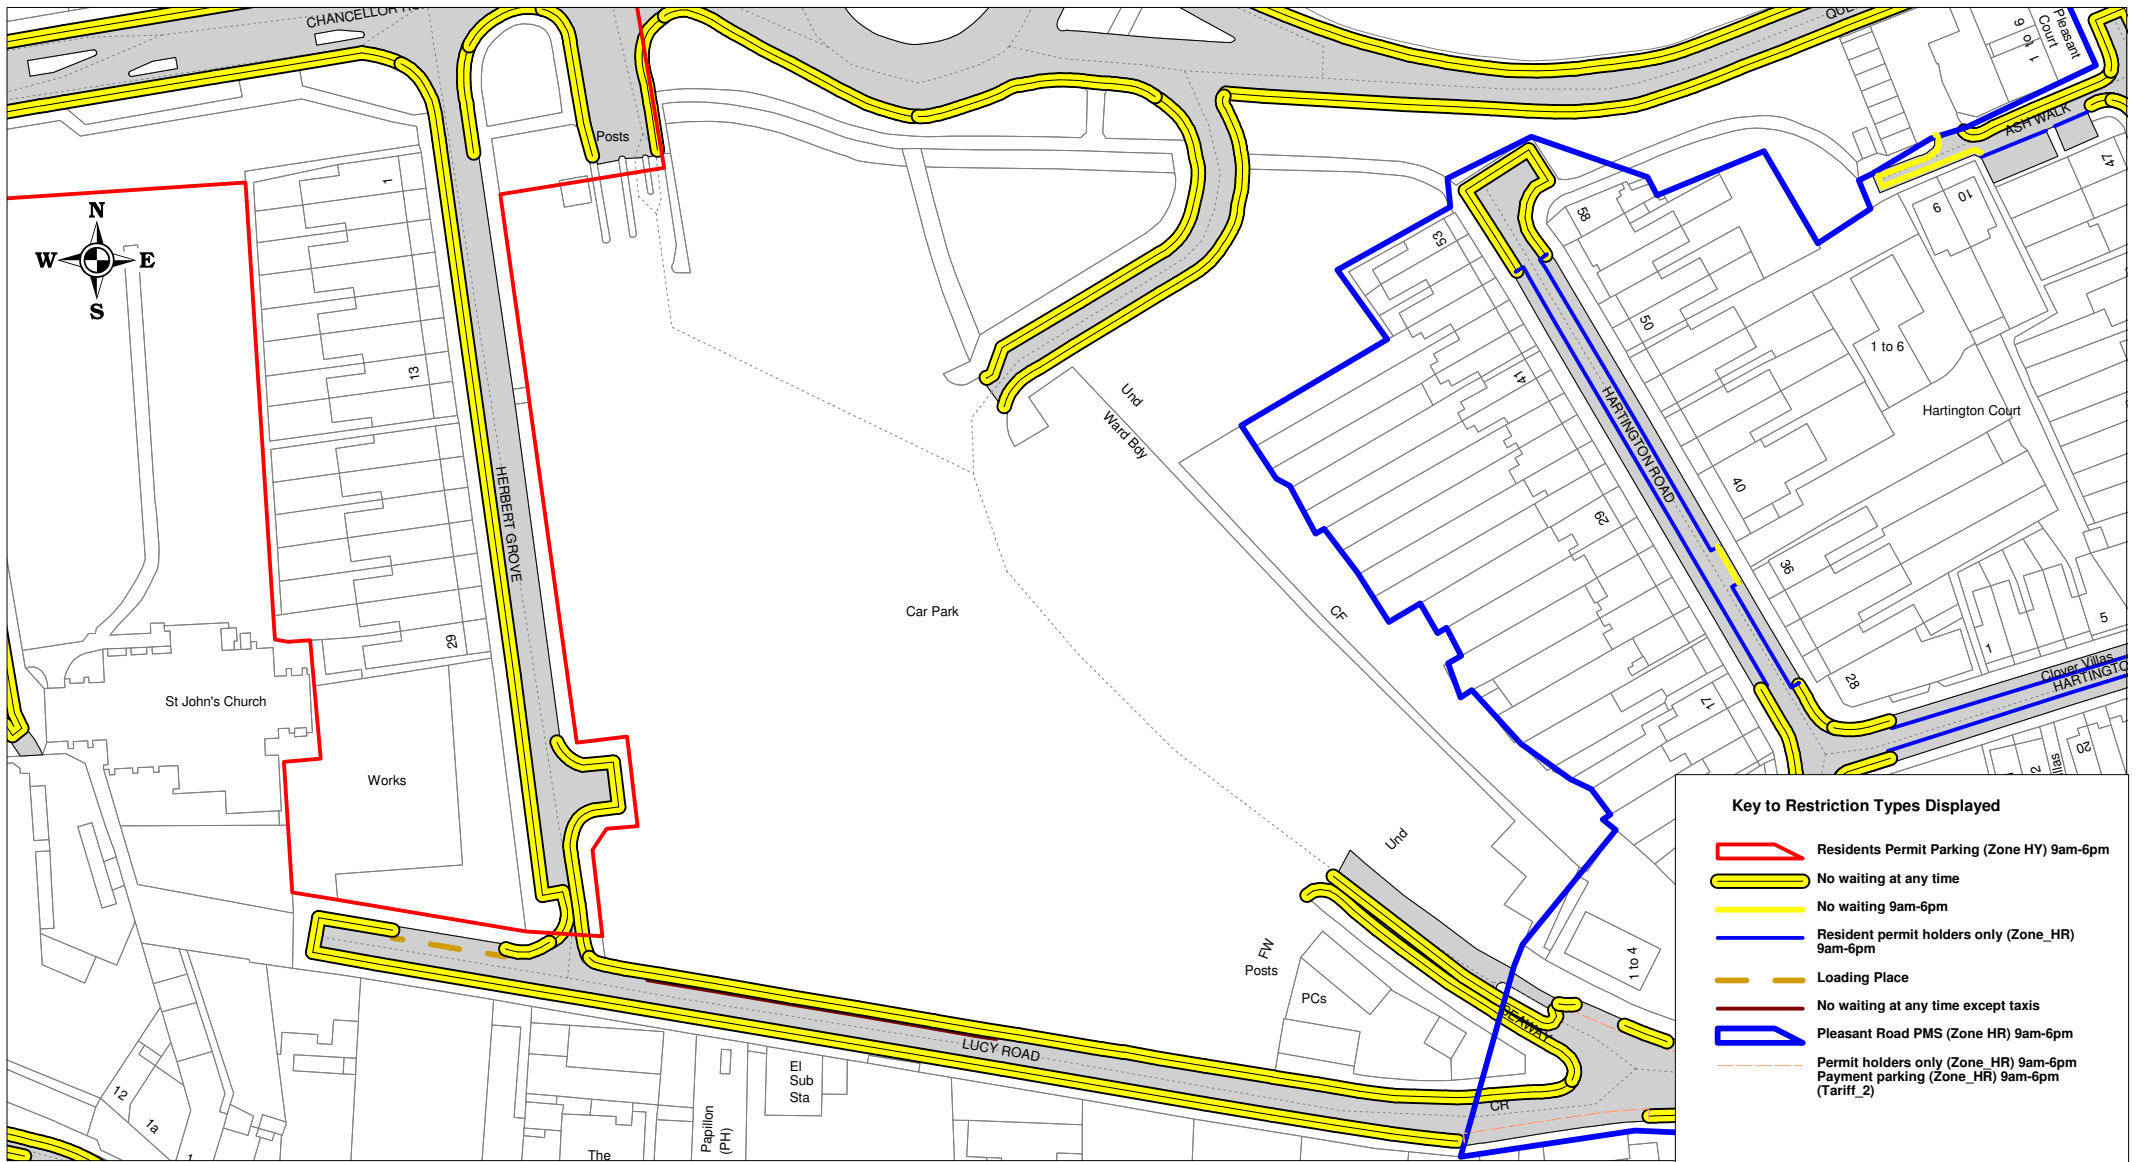 CHANCELLOR
QUE
Pleasant
Court
1 to 6
ASH WALK
Posts
1
N
W E
S
47
10
9
58
53
50
1 to 6
13
41
Und
Ward Bdy
HARTINGTON ROAD
Hartington Court
HERBERT GROVE
40
29
36
Car Park
CF
5
29
1
28
Clover Villas
HARTINGTO
St John's Church
17
20
2
illas
Works
Und
Key to Restriction Types Displayed
Residents Permit Parking (Zone HY) 9am-6pm
No waiting at any time
No waiting 9am-6pm
Resident permit holders only (Zone_HR)
9am-6pm
Loading Place
No waiting at any time except taxis
Pleasant Road PMS (Zone HR) 9am-6pm
Permit holders only (Zone_HR) 9am-6pm
Payment parking (Zone_HR) 9am-6pm
(Tariff_2)
FW
Posts
1 to 4
PCs
SEAWAY
LUCY ROAD
El
Sub
Sta
CR
12
1a
1
Papillon
(PH)
The